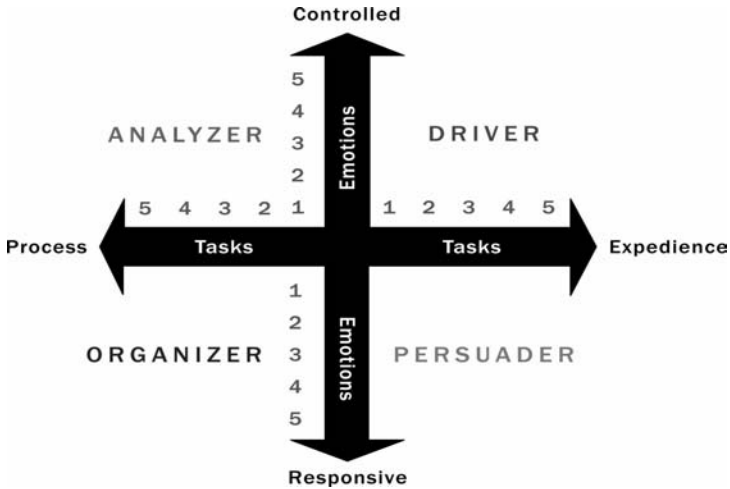 Controlled
5
4
ANALYZER 3 Emotions DRIVER
2
5 4 3 2 1 1 2 3 4 5
Process Tasks Tasks Expedience
1
2
ORGANIZER 3 Emotions PERSUADER
4
5
Responsive